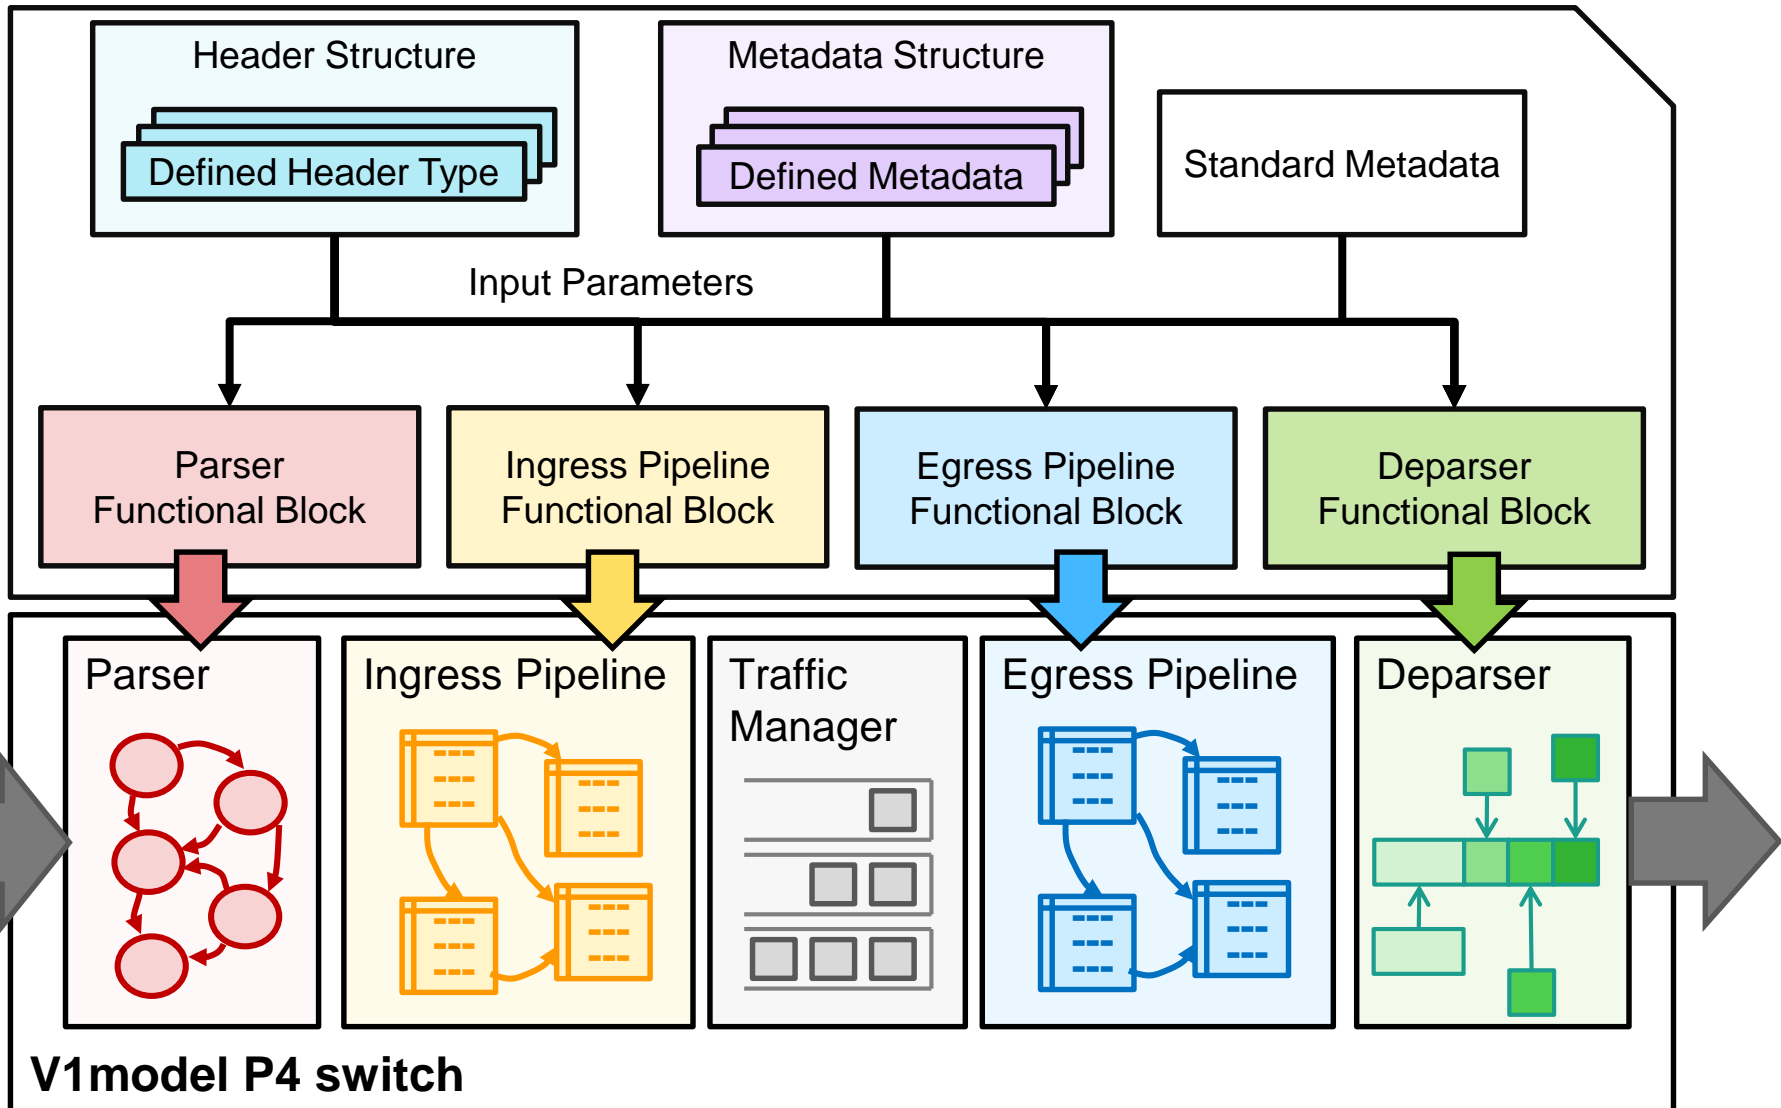 Header Structure
Defined Header Type
Metadata Structure
Defined Metadata
Standard Metadata
Input Parameters
Parser
Functional Block
Ingress Pipeline
Functional Block
Egress Pipeline
Functional Block
Deparser
Functional Block
Parser
Ingress Pipeline
Traffic
Manager
Egress Pipeline
Deparser
V1model P4 switch